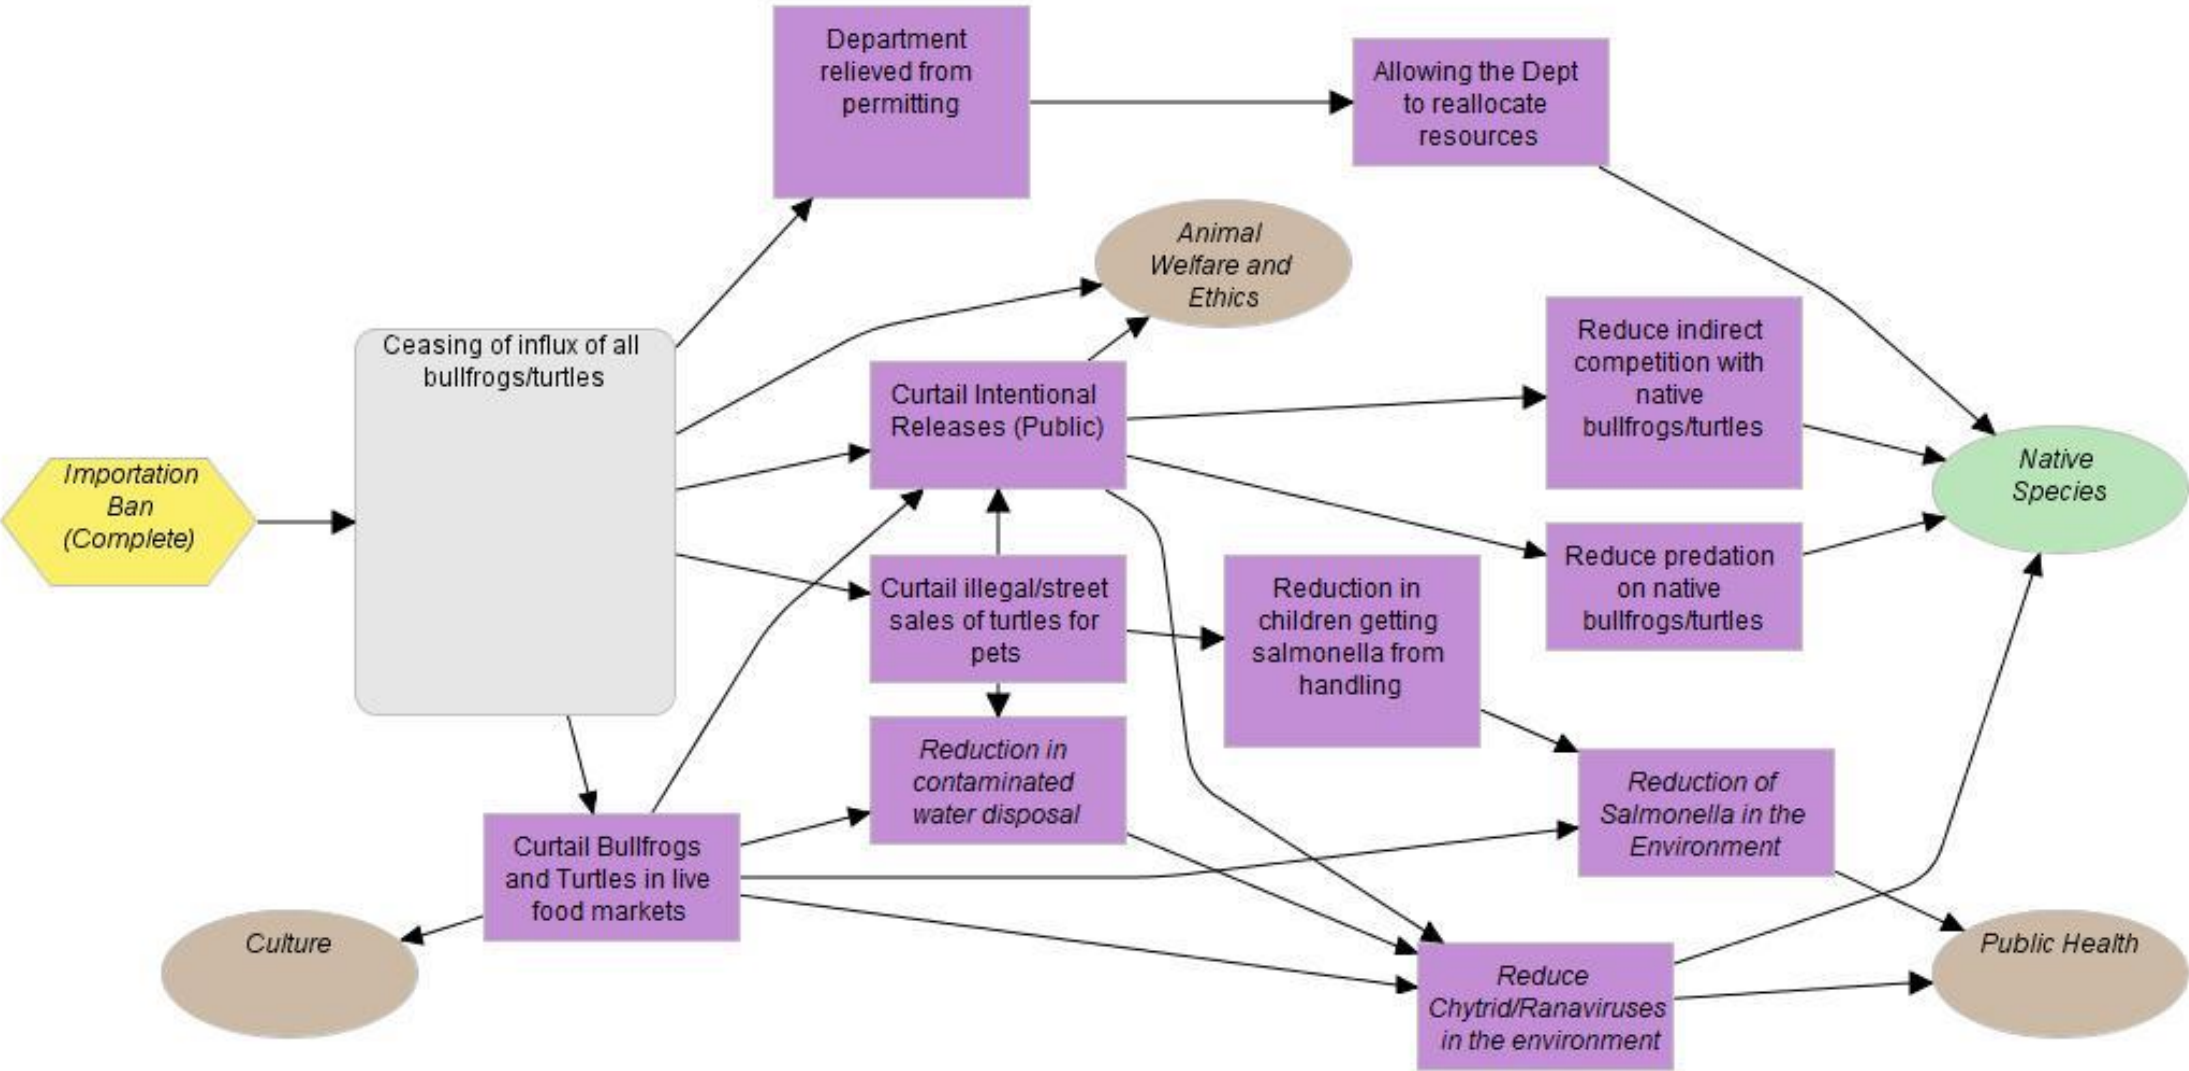 Department
relieved from
permitting
Allowing the Dept
to reallocate
resources
Animal
Welfare and
Ethics
Ceasing of influx of all
bullfrogs/turtles
Reduce indirect
competition with
native
bullfrogs/turtles
Curtail Intentional
Releases (Public)
Importation
Ban
(Complete)
Native
Species
Curtail illegal/street
sales of turtles for
pets
Reduction in
children getting
salmonella from
handling
Reduce predation
on native
bullfrogs/turtles
Reduction in
contaminated
water disposal
Reduction of
Salmonella in the
Environment
Curtail Bullfrogs
and Turtles in live
food markets
Culture
Reduce
Chytrid/Ranaviruses
in the environment
Public Health